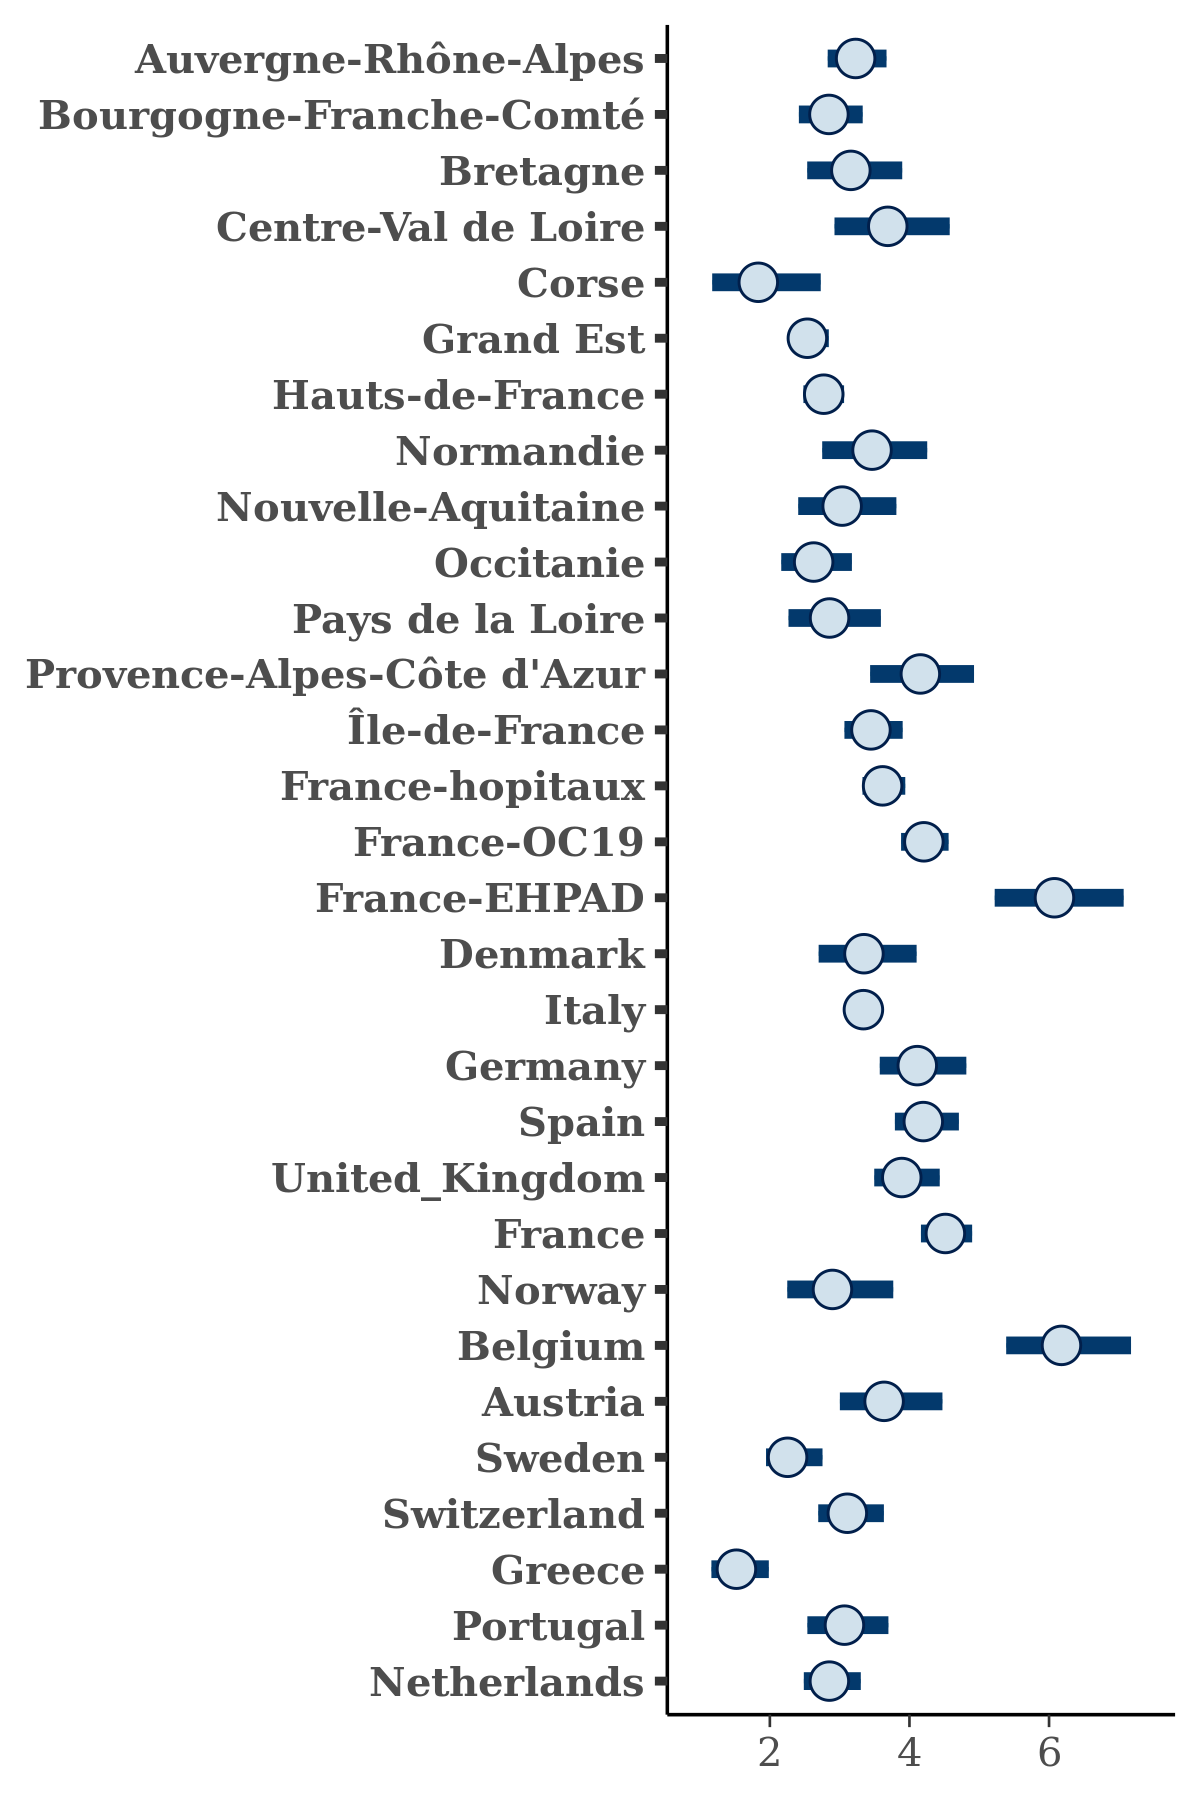 Auvergne-Rhône-Alpes
Bourgogne-Franche-Comté
Bretagne
Centre-Val de Loire
Corse
Grand Est
Hauts-de-France
Normandie
Nouvelle-Aquitaine
Occitanie
Pays de la Loire
Provence-Alpes-Côte d'Azur
Île-de-France
France-hopitaux
France-OC19
France-EHPAD
Denmark
Italy
Germany
Spain
United_Kingdom
France
Norway
Belgium
Austria
Sweden
Switzerland
Greece
Portugal
Netherlands
2 4 6